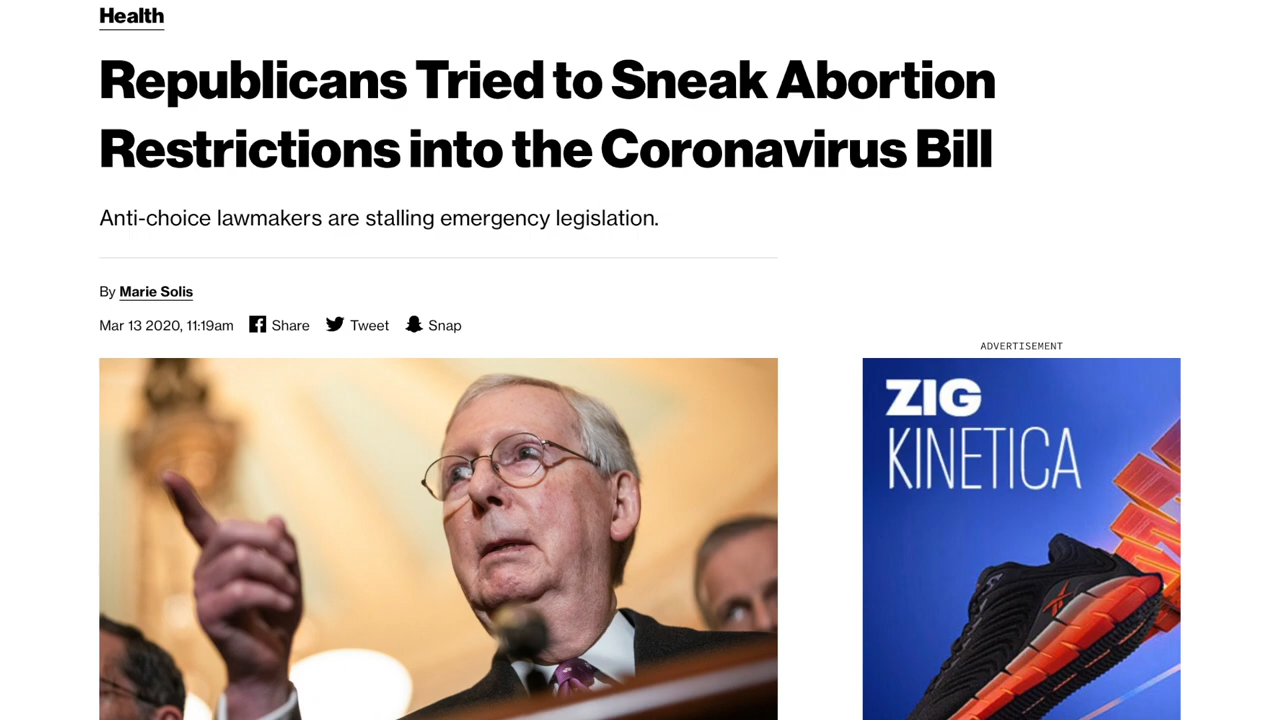 Health
Republicans Tried to Sneak Abortion
Restrictions into the Coronavirus Bill
Anti-choice lawmakers are stalling emergency legislation.
By Marie Solis
Mar 13 2020, 11:19am Share Tweet Snap
ADVERTISEMENT
ZIG
KINETICA